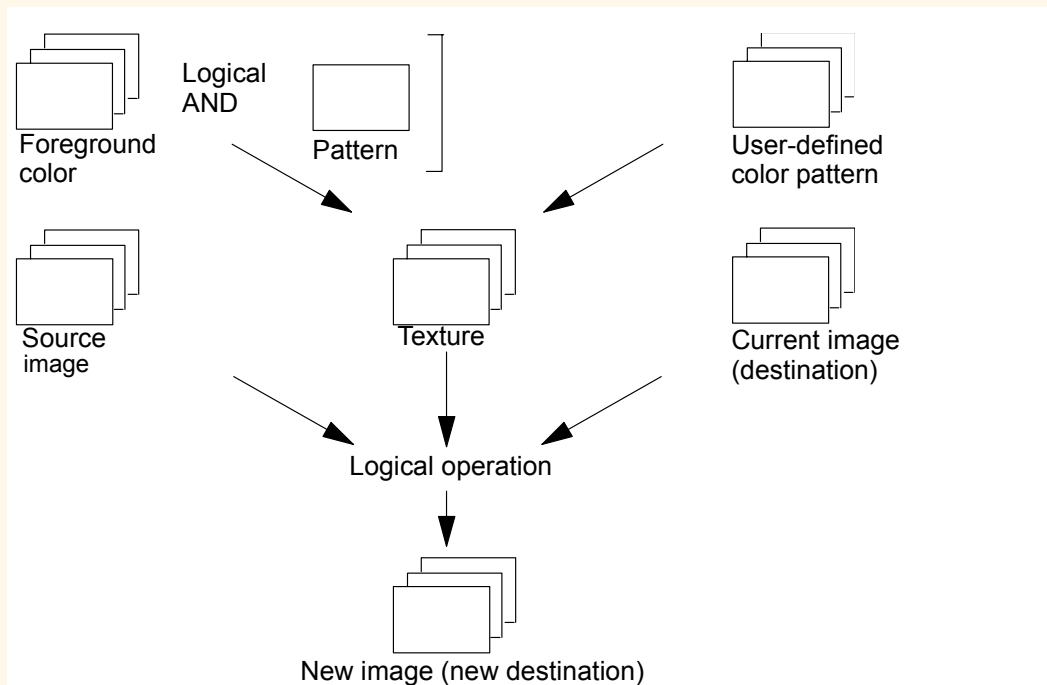 Logical
AND
Foreground
color
Pattern
User-defined
color pattern
Source
image
Texture
Current image
(destination)
Logical operation
New image (new destination)